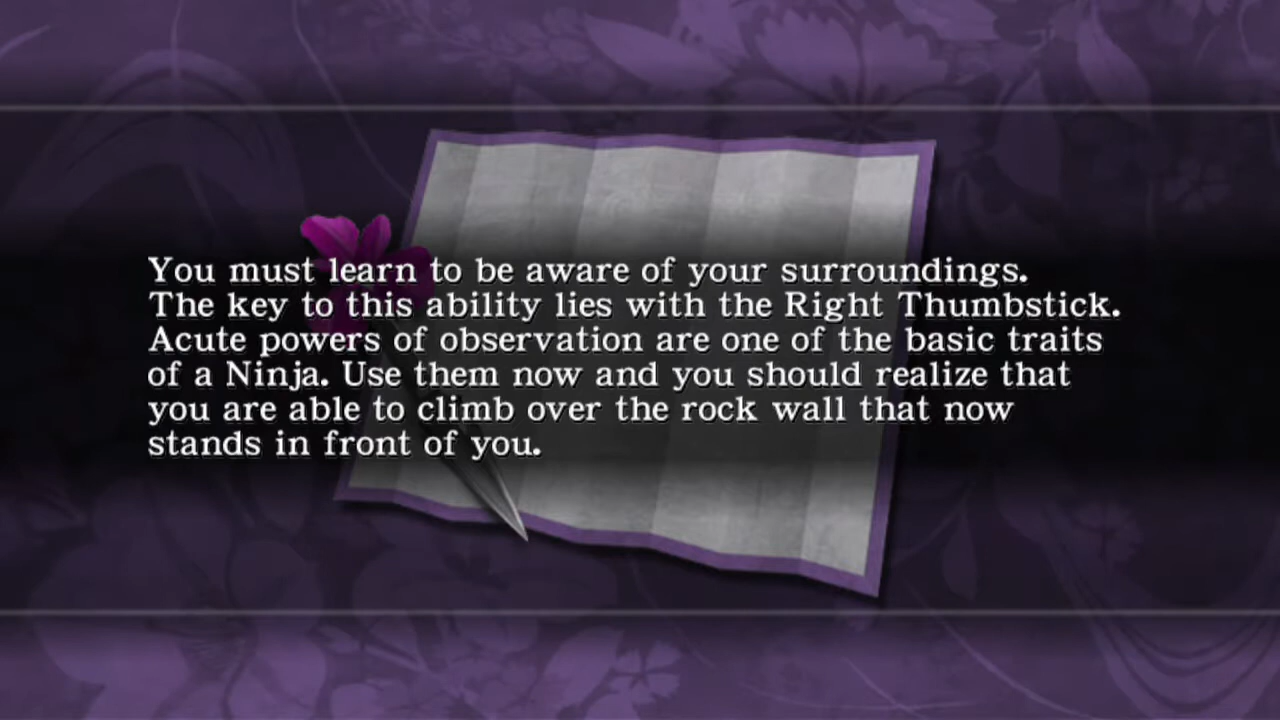 You must learn to be aware of your surroundings.
The key to this ability lies with the Right Thumbstick.
Acute powers of observation are one of the basic traits
of a Ninja. Use them now and you should realize that
you are able to climb over the rock wall that now
stands in front of you.